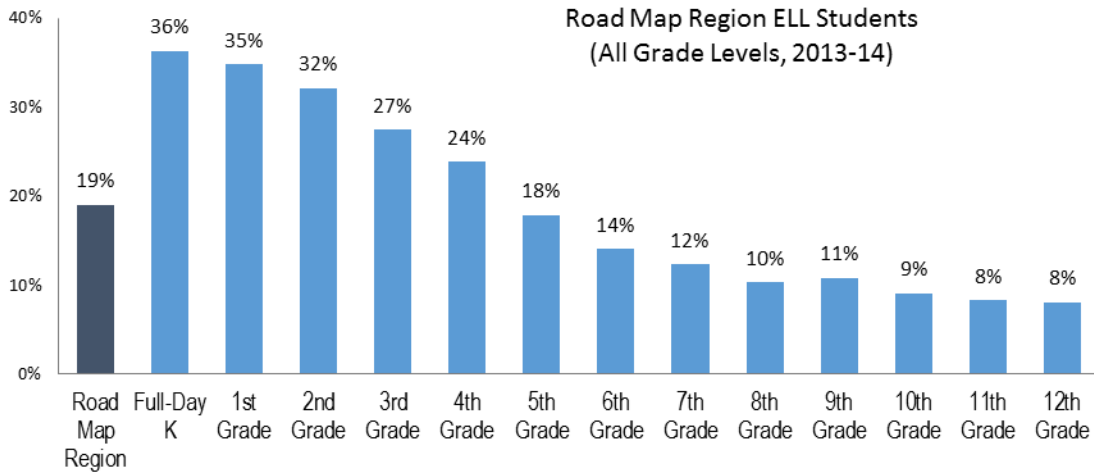 Road Map Region ELL Students
(All Grade Levels, 2013-14)
40%
30%
20%
10%
0%
19%
36%
35%
32%
27%
24%
18%
14%
12%
10%
11%
9%
8%
8%
Road
Map
Region
Full-Day
K
1st
Grade
2nd
Grade
3rd
Grade
4th
Grade
5th
Grade
6th
Grade
7th
Grade
8th
Grade
9th
Grade
10th
Grade
11th
Grade
12th
Grade